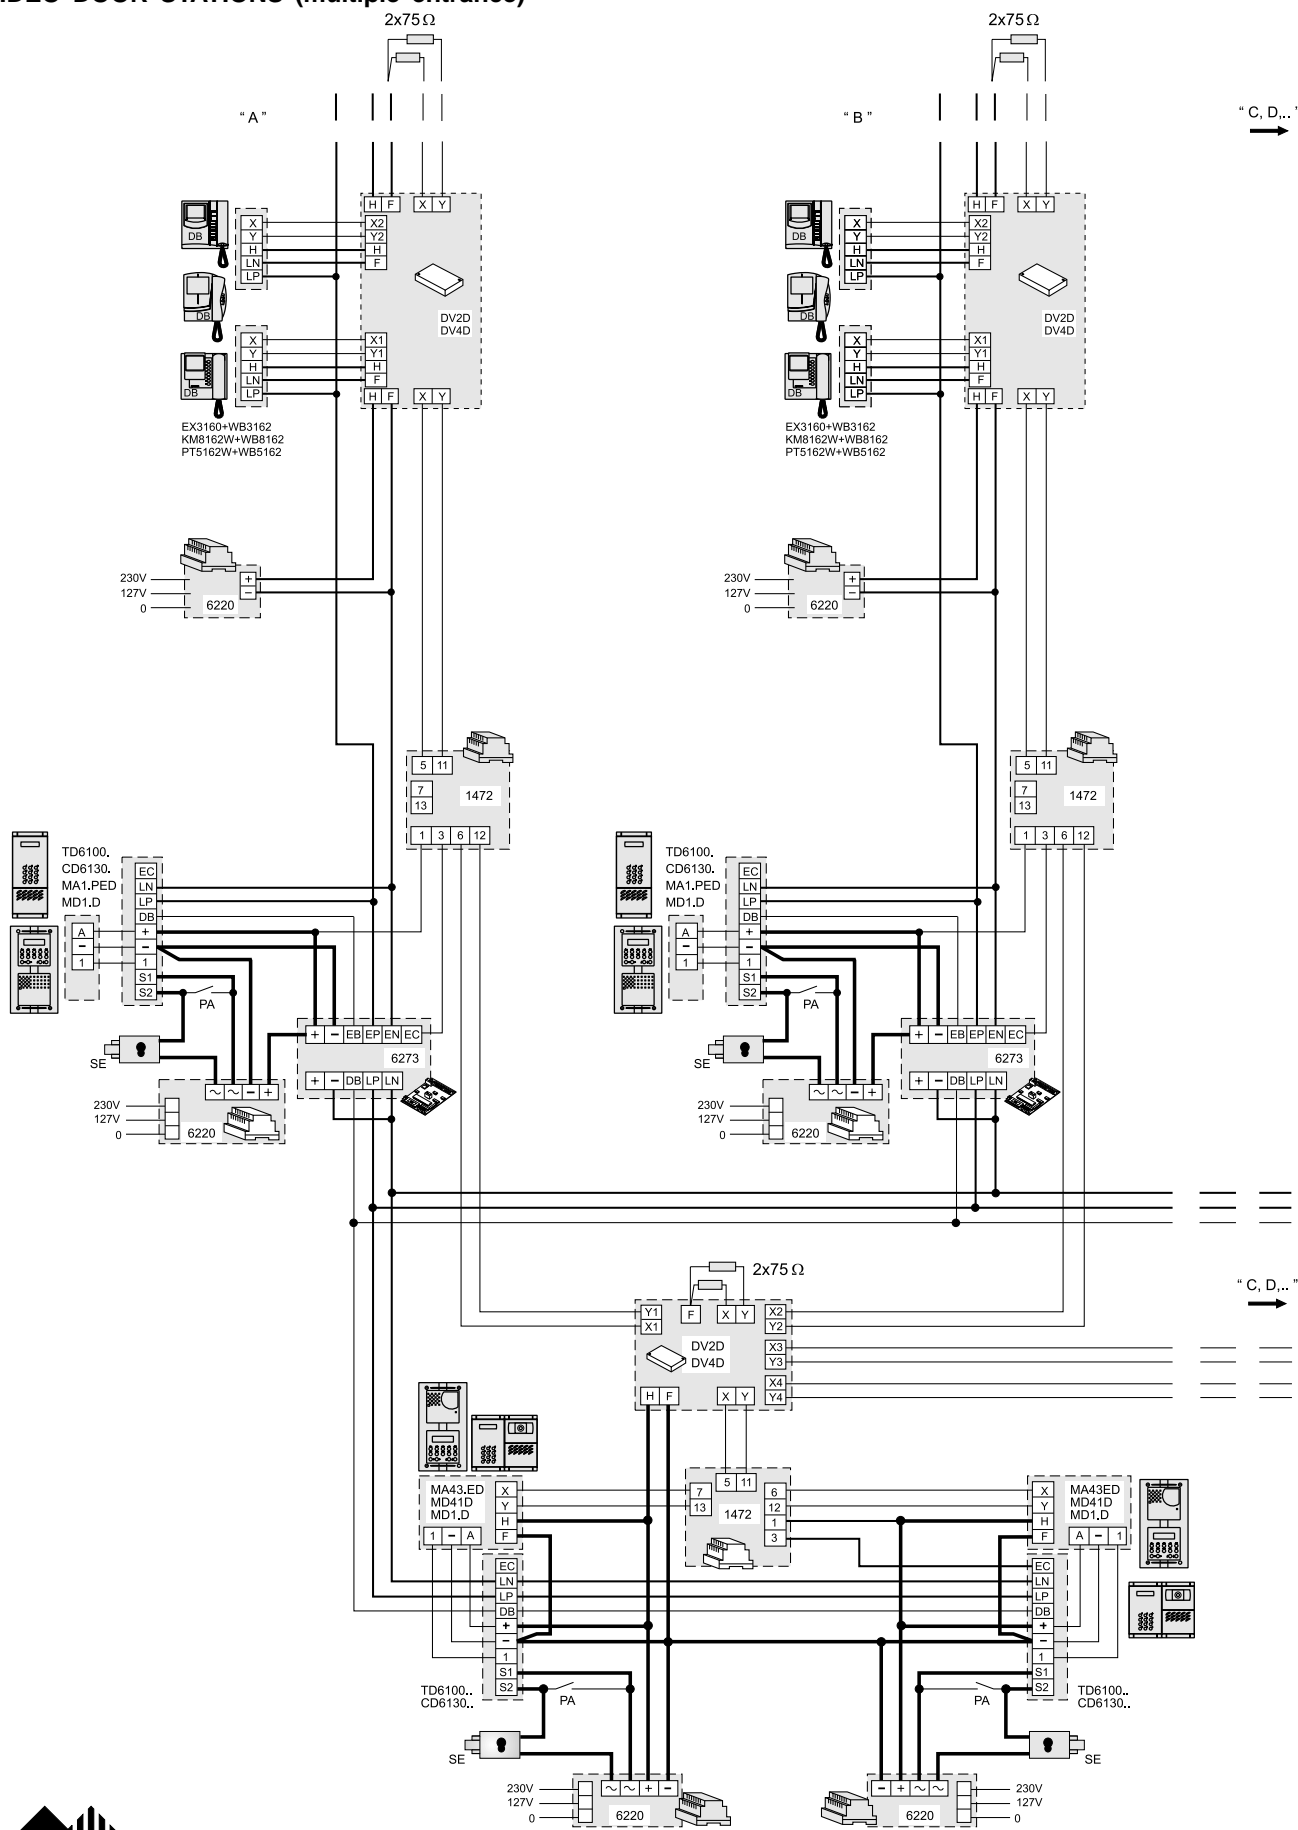 VIDEO DOOR STATIONS (multiple entrance)
2x75 Ω
2x75 Ω
“ A ”
“ B ”
“ C, D,.. ”
H F X Y
H F X Y
DB
X
Y
H
LN
LP
X2
Y2
H
F
DB
X
Y
H
LN
LP
X2
Y2
H
F
DB
DV2D
DV4D
DB
DV2D
DV4D
DB
X
Y
H
LN
LP
X1
Y1
H
F
H F X Y
DB
X
Y
H
LN
LP
X1
Y1
H
F
H F X Y
EX3160+WB3162
KM8162W+WB8162
PT5162W+WB5162
EX3160+WB3162
KM8162W+WB8162
PT5162W+WB5162
230V
127V
0
+
−
6220
230V
127V
0
+
−
6220
5 11
7
13
1472
1 3 6 12
5 11
7
13
1472
1 3 6 12
TD6100.
CD6130.
MA1.PED
MD1.D
A
−
1
EC
LN
LP
DB
+
−
1
S1
S2
PA
TD6100.
CD6130.
MA1.PED
MD1.D
A
−
1
EC
LN
LP
DB
+
−
1
S1
S2
PA
SE
+ − EB EP EN EC
6273
+ − DB LP LN
SE
+ − EB EP EN EC
6273
+ − DB LP LN
230V
127V
0
~ ~ − +
6220
230V
127V
0
~ ~ − +
6220
2x75 Ω
“ C, D,.. ”
Y1
X1
F X Y
X2
Y2
DV2D
DV4D
X3
Y3
X4
Y4
H F X Y
MA43.ED
MD41D
MD1.D
1 − A
X
Y
H
F
5 11
7
13
1472
6
12
1
3
X
Y
H
F
MA43ED
MD41D
MD1.D
A − 1
EC
LN
LP
DB
+
−
1
S1
S2
EC
LN
LP
DB
+
−
1
S1
S2
TD6100..
CD6130..
PA
PA
TD6100..
CD6130..
SE
SE
230V
127V
0
~ ~ + −
6220
− + ~ ~
6220
230V
127V
0